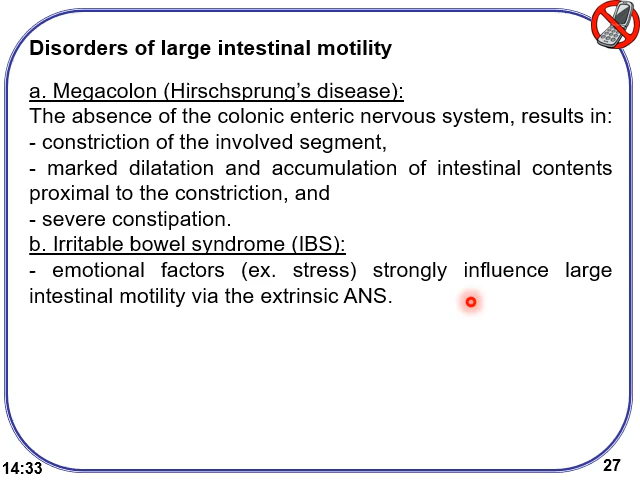 Disorders of large intestinal motility
a. Megacolon (Hirschsprung’s disease):
The absence of the colonic enteric nervous system, results in:
- constriction of the involved segment,
- marked dilatation and accumulation of intestinal contents
proximal to the constriction, and
- severe constipation.
b. Irritable bowel syndrome (IBS):
- emotional factors (ex. stress) strongly influence large
intestinal motility via the extrinsic ANS.
14:33
27